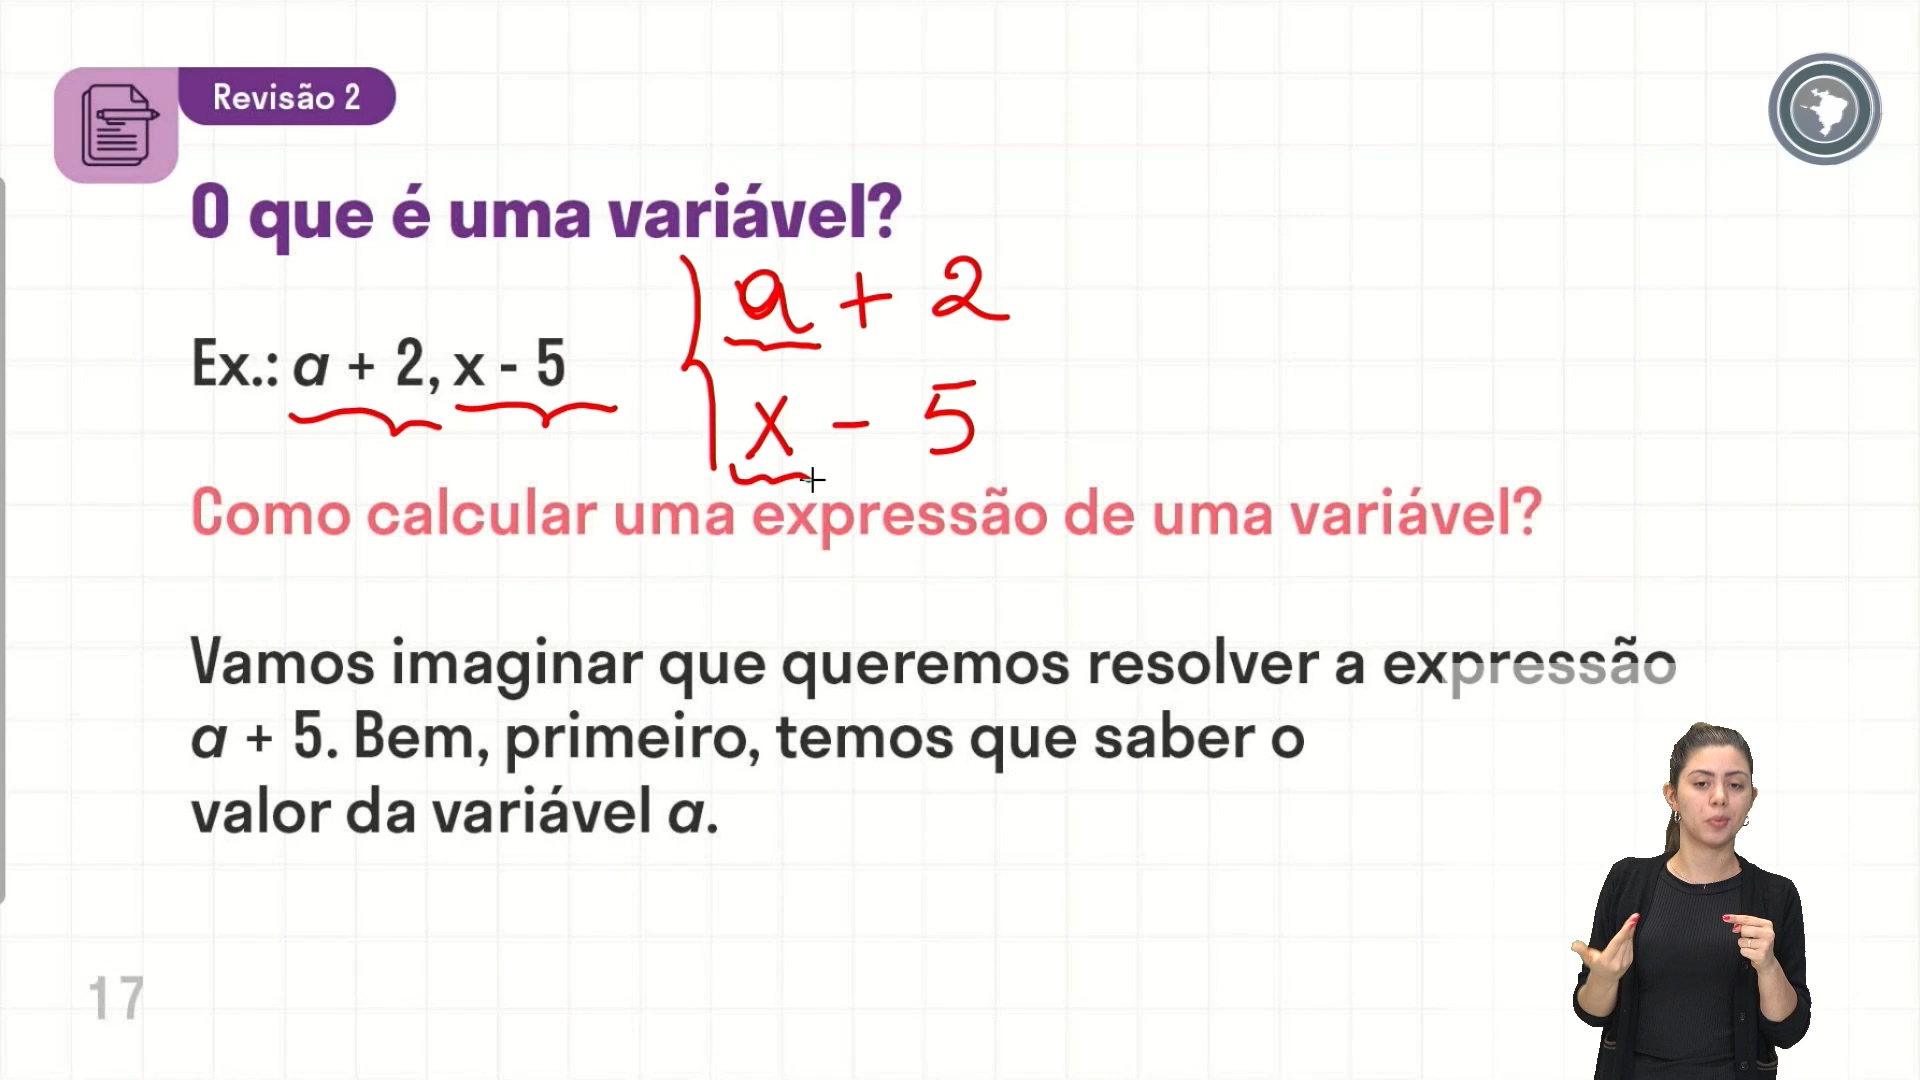 Revisão 2
O que é uma variável?
a + 2
Ex.: a + 2, x - 5
x - 5
Como calcular uma expressão de uma variável?
Vamos imaginar que queremos resolver a expressão
a + 5. Bem, primeiro, temos que saber o
valor da variável a.
17